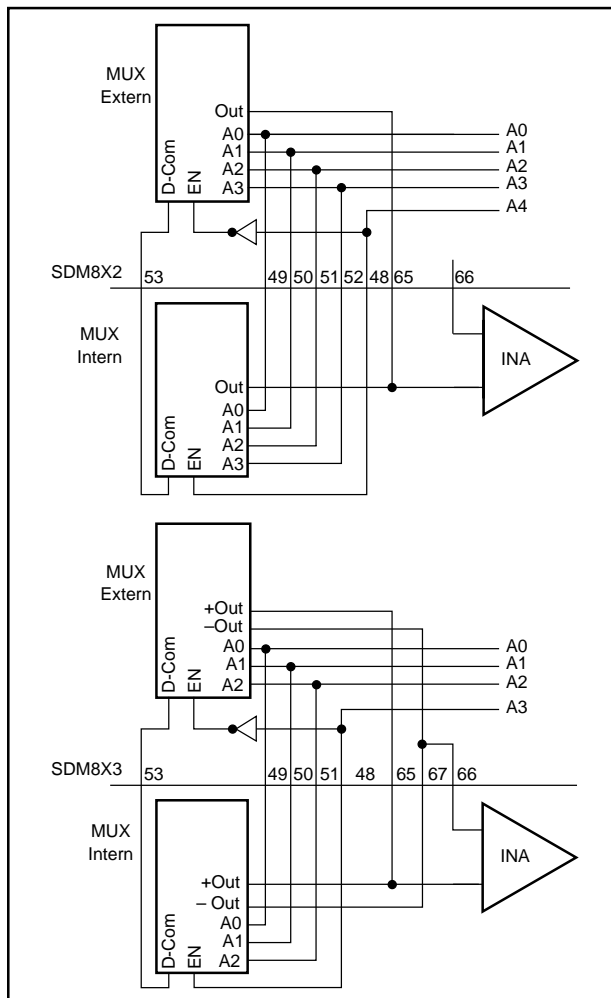 MUX
Extern
Out
A0
A1
A2
A3
D-Com
EN
A0
A1
A2
A3
A4
SDM8X2
53
49
50
51
52
48
65
66
MUX
Intern
Out
A0
A1
A2
A3
D-Com
EN
INA
MUX
Extern
+Out
–Out
A0
A1
A2
D-Com
EN
A0
A1
A2
A3
SDM8X3
53
49
50
51
48
65
67
66
MUX
Intern
+Out
– Out
A0
A1
A2
D-Com
EN
INA